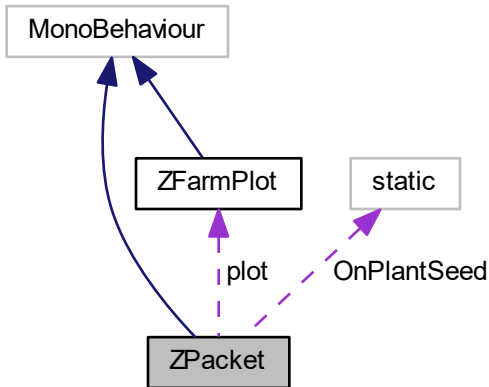 MonoBehaviour
ZFarmPlot
static
plot
OnPlantSeed
ZPacket